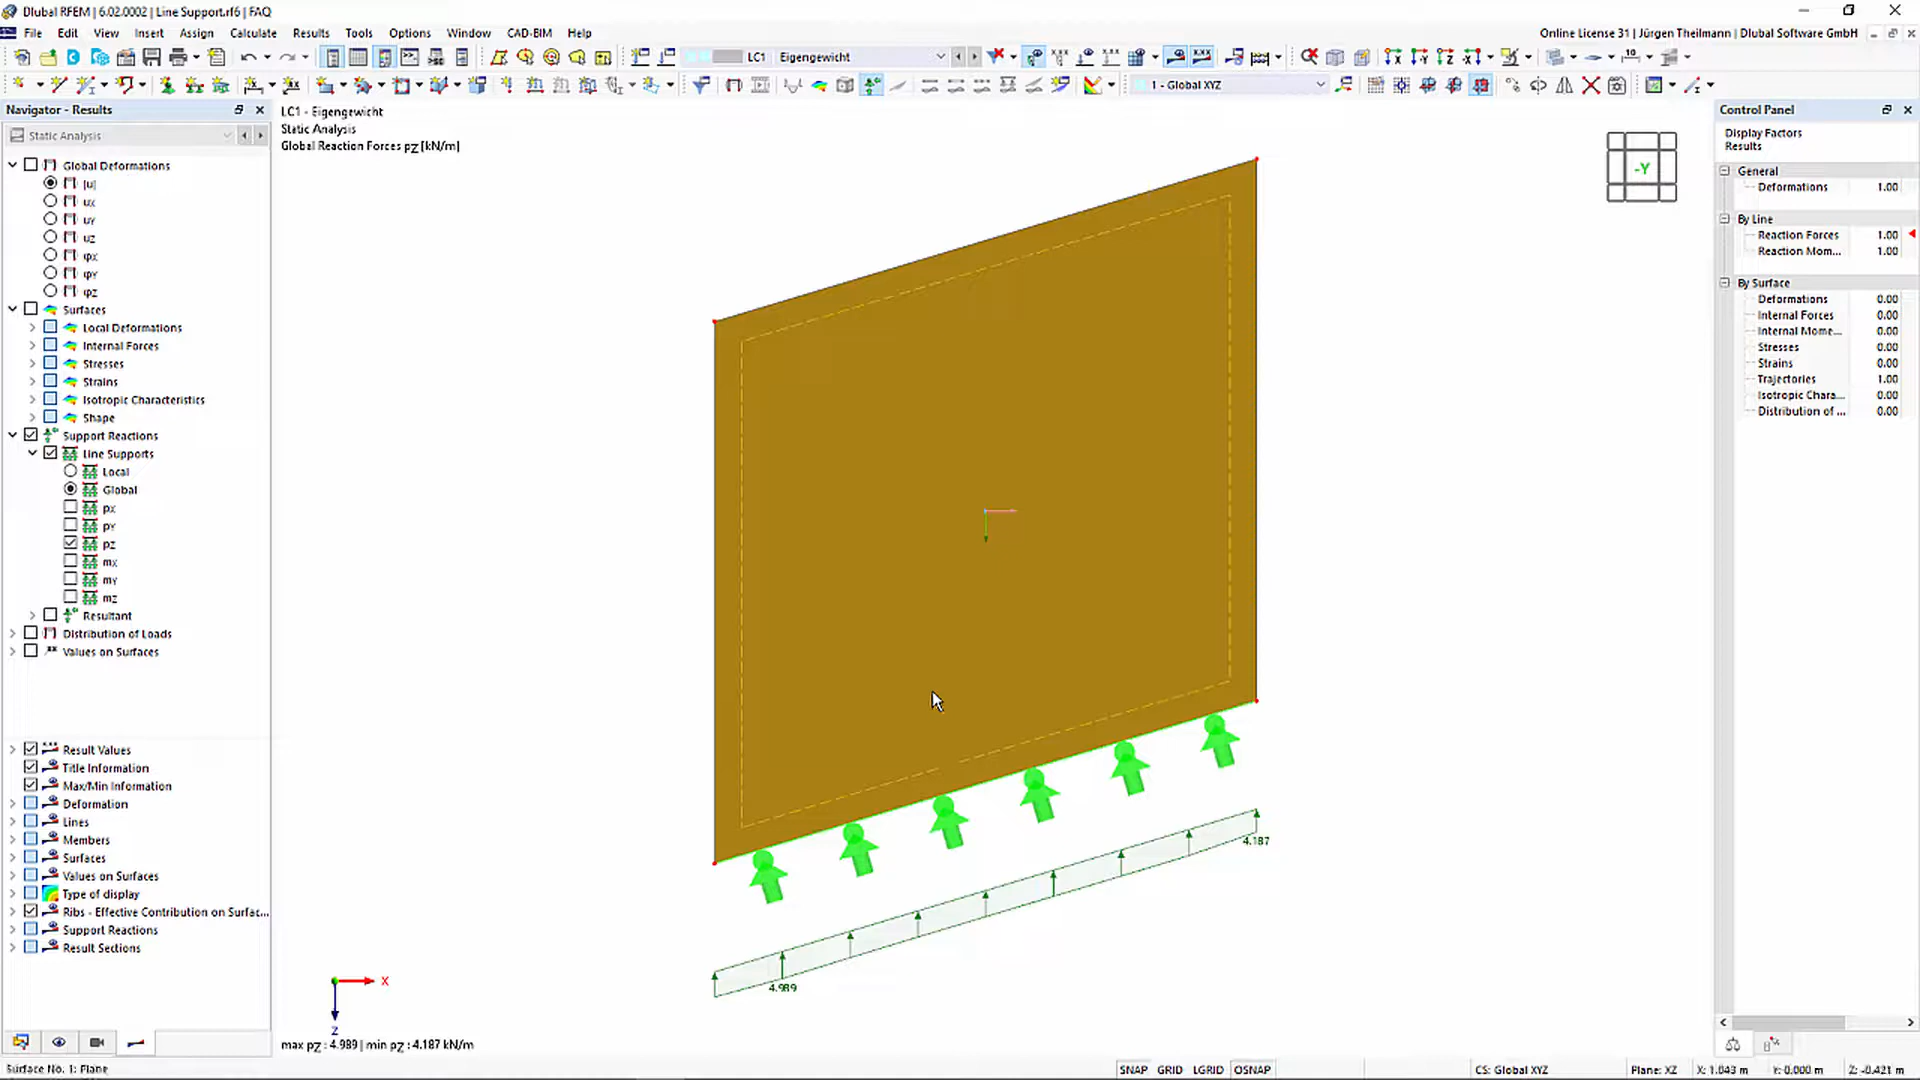 Dlubal RFEM | 6.02.0002 | Line Support.rf6 | FAQ
File Edit View Insert Assign Calculate Results Tools Options Window CAD-BIM Help
Online License 31 | Jürgen Theilmann | Dlubal Software GmbH
LC1 Eigengewicht
1 - Global XYZ
Navigator - Results
Static Analysis
Global Deformations
|u|
uX
uY
uZ
φX
φY
φZ
Surfaces
Local Deformations
Internal Forces
Stresses
Strains
Isotropic Characteristics
Shape
Support Reactions
Line Supports
Local
Global
pX
pY
pZ
mX
mY
mZ
Resultant
Distribution of Loads
Values on Surfaces
Result Values
Title Information
Max/Min Information
Deformation
Lines
Members
Surfaces
Values on Surfaces
Type of display
Ribs - Effective Contribution on Surfac...
Support Reactions
Result Sections
LC1 - Eigengewicht
Static Analysis
Global Reaction Forces pZ [kN/m]
-Y
4.187
4.989
X
Z
max pZ : 4.989 | min pZ : 4.187 kN/m
Control Panel
Display Factors
Results
General
Deformations 1.00
By Line
Reaction Forces 1.00
Reaction Mom... 1.00
By Surface
Deformations 0.00
Internal Forces 0.00
Internal Mome... 0.00
Stresses 0.00
Strains 0.00
Trajectories 1.00
Isotropic Chara... 0.00
Distribution of ... 0.00
Surface No. 1: Plane
SNAP GRID LGRID OSNAP
CS: Global XYZ
Plane: XZ
X: 1.043 m Y: 0.000 m Z: -0.421 m